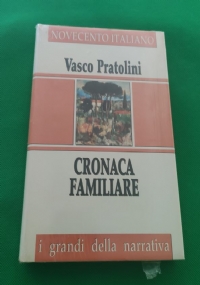 NOVECENTO ITALIANO
Vasco Pratolini
CRONACA
FAMILIARE
i grandi della narrativa